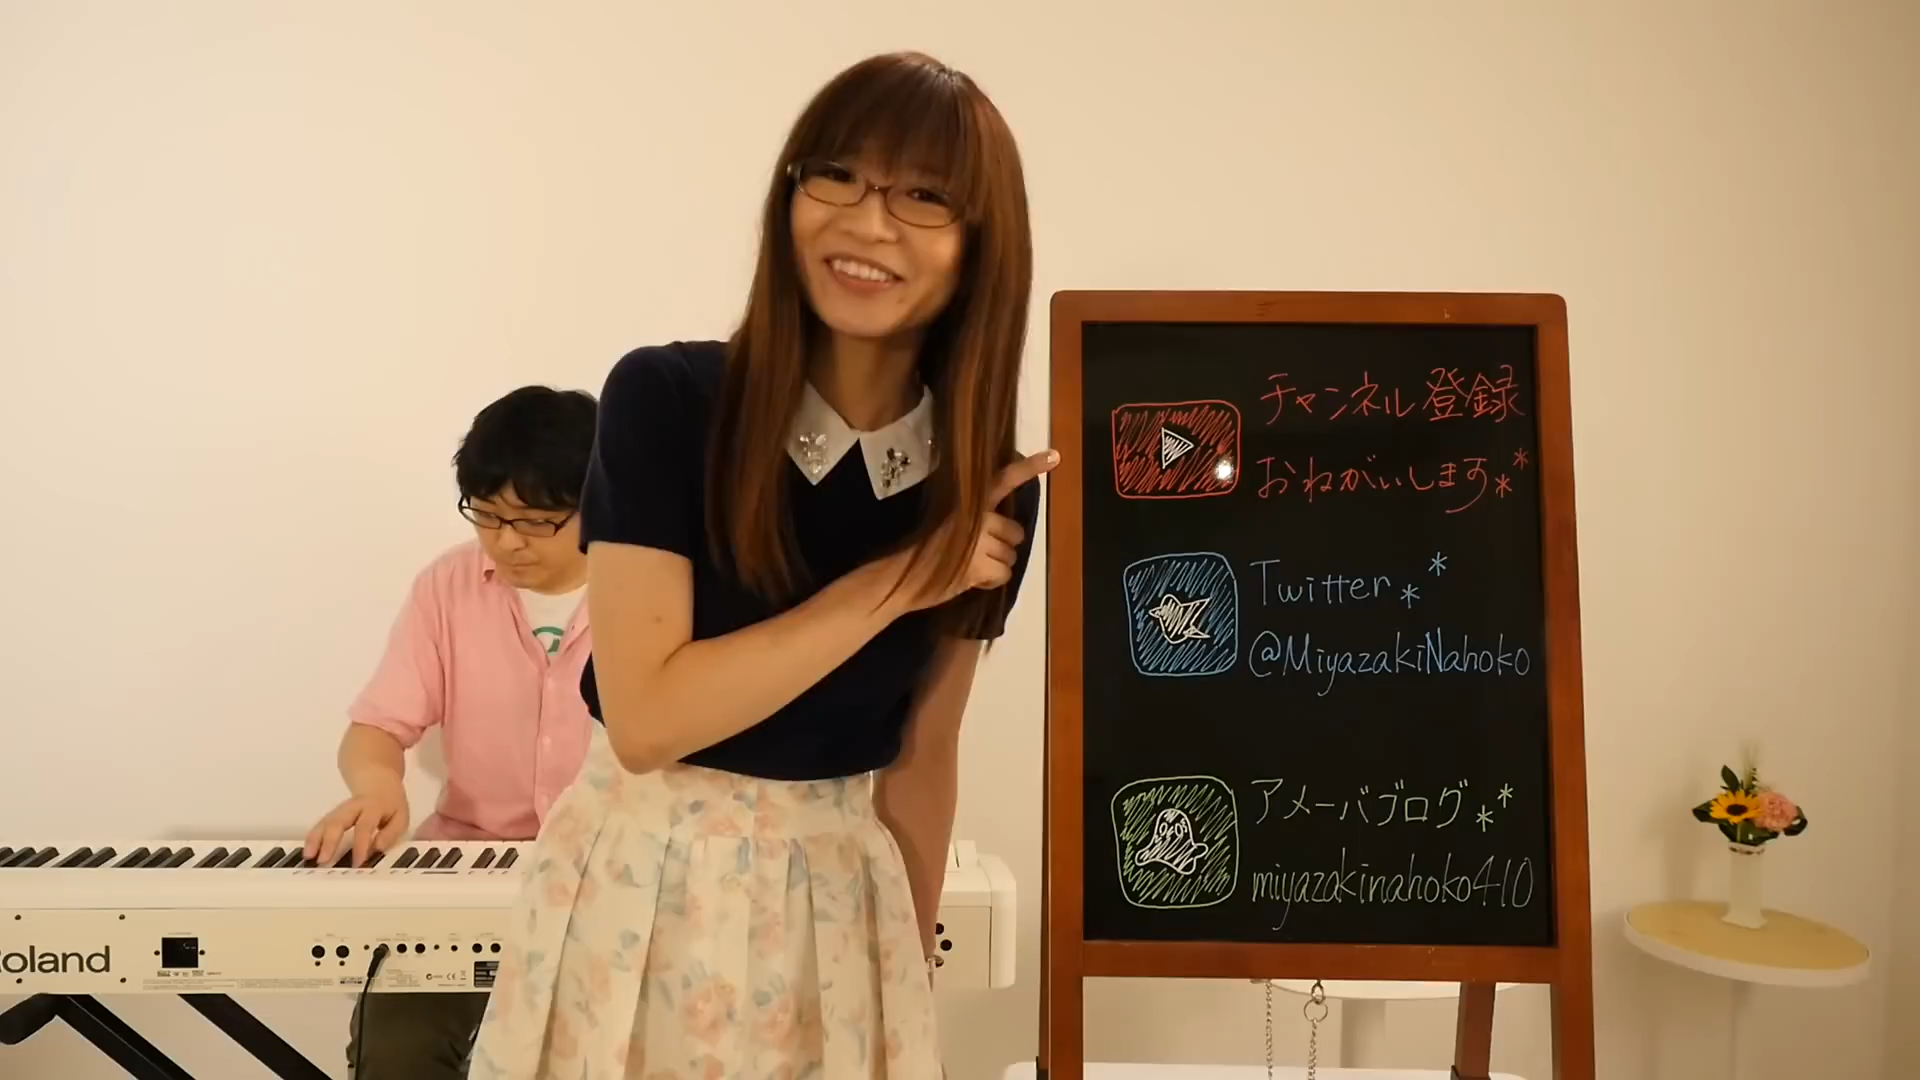 チャンネル登録
おねがいします**
Twitter**
@MiyazakiNahoko
アメーバブログ**
miyazakinahoko410
oland